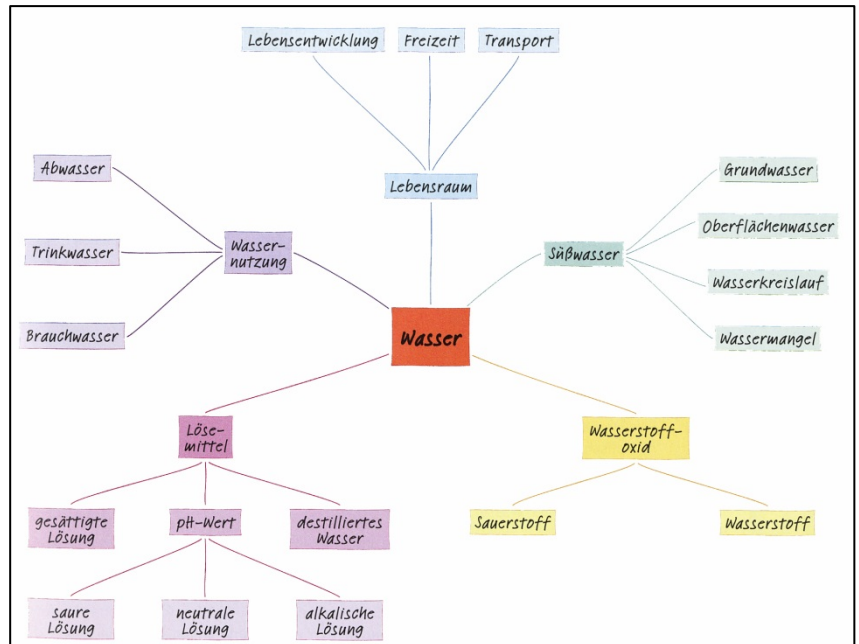 Lebensentwicklung
Freizeit
Transport
Lebensraum
Abwasser
Trinkwasser
Brauchwasser
Wasser-
nutzung
Süßwasser
Grundwasser
Oberflächenwasser
Wasserkreislauf
Wassermangel
Wasser
Löse-
mittel
gesättigte
Lösung
pH-Wert
destilliertes
Wasser
saure
Lösung
neutrale
Lösung
alkalische
Lösung
Wasserstoff-
oxid
Sauerstoff
Wasserstoff